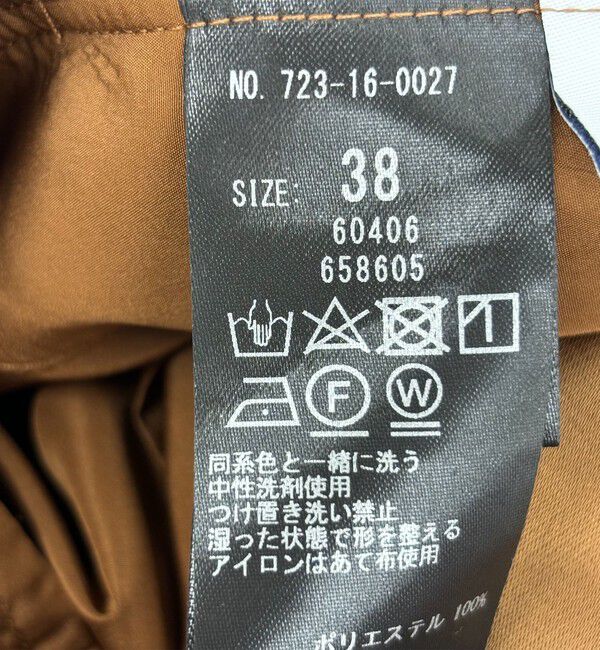 NO. 723-16-0027
SIZE: 38
60406
658605
F
W
同系色と一緒に洗う
中性洗剤使用
つけ置き洗い禁止
湿った状態で形を整える
アイロンはあて布使用
ポリエステル 100%